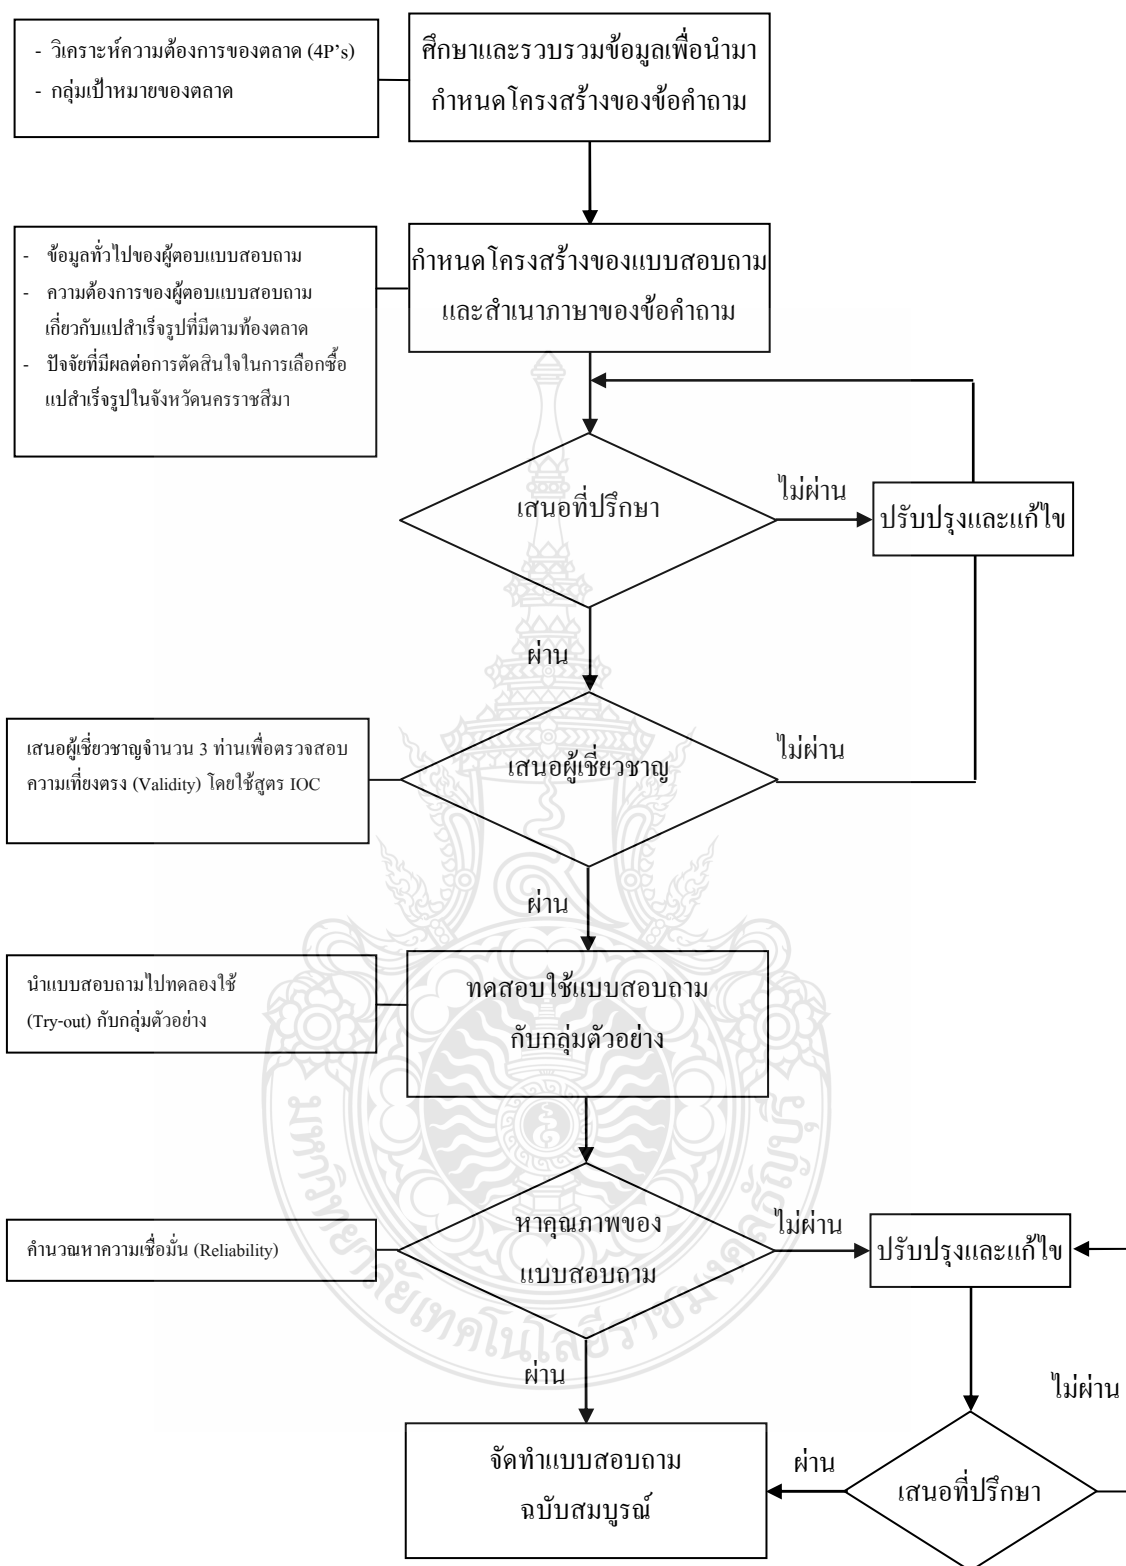 - วิเคราะห์ความต้องการของตลาด (4P's)
- กลุ่มเป้าหมายของตลาด
ศึกษาและรวบรวมข้อมูลเพื่อนำมา
กำหนดโครงสร้างของข้อคำถาม
- ข้อมูลทั่วไปของผู้ตอบแบบสอบถาม
- ความต้องการของผู้ตอบแบบสอบถาม
เกี่ยวกับแปสำเร็จรูปที่มีตามท้องตลาด
- ปัจจัยที่มีผลต่อการตัดสินใจในการเลือกซื้อ
แปสำเร็จรูปในจังหวัดนครราชสีมา
กำหนดโครงสร้างของแบบสอบถาม
และสำเนาภาษาของข้อคำถาม
เสนอที่ปรึกษา
ไม่ผ่าน
ปรับปรุงและแก้ไข
ผ่าน
เสนอผู้เชี่ยวชาญจำนวน 3 ท่านเพื่อตรวจสอบ
ความเที่ยงตรง (Validity) โดยใช้สูตร IOC
เสนอผู้เชี่ยวชาญ
ไม่ผ่าน
ผ่าน
นำแบบสอบถามไปทดลองใช้
(Try-out) กับกลุ่มตัวอย่าง
ทดสอบใช้แบบสอบถาม
กับกลุ่มตัวอย่าง
คำนวณหาความเชื่อมั่น (Reliability)
หาคุณภาพของ
แบบสอบถาม
ไม่ผ่าน
ปรับปรุงและแก้ไข
ผ่าน
ไม่ผ่าน
จัดทำแบบสอบถาม
ฉบับสมบูรณ์
ผ่าน
เสนอที่ปรึกษา
มหาวิทยาลัยเทคโนโลยีราชมงคลธัญบุรี